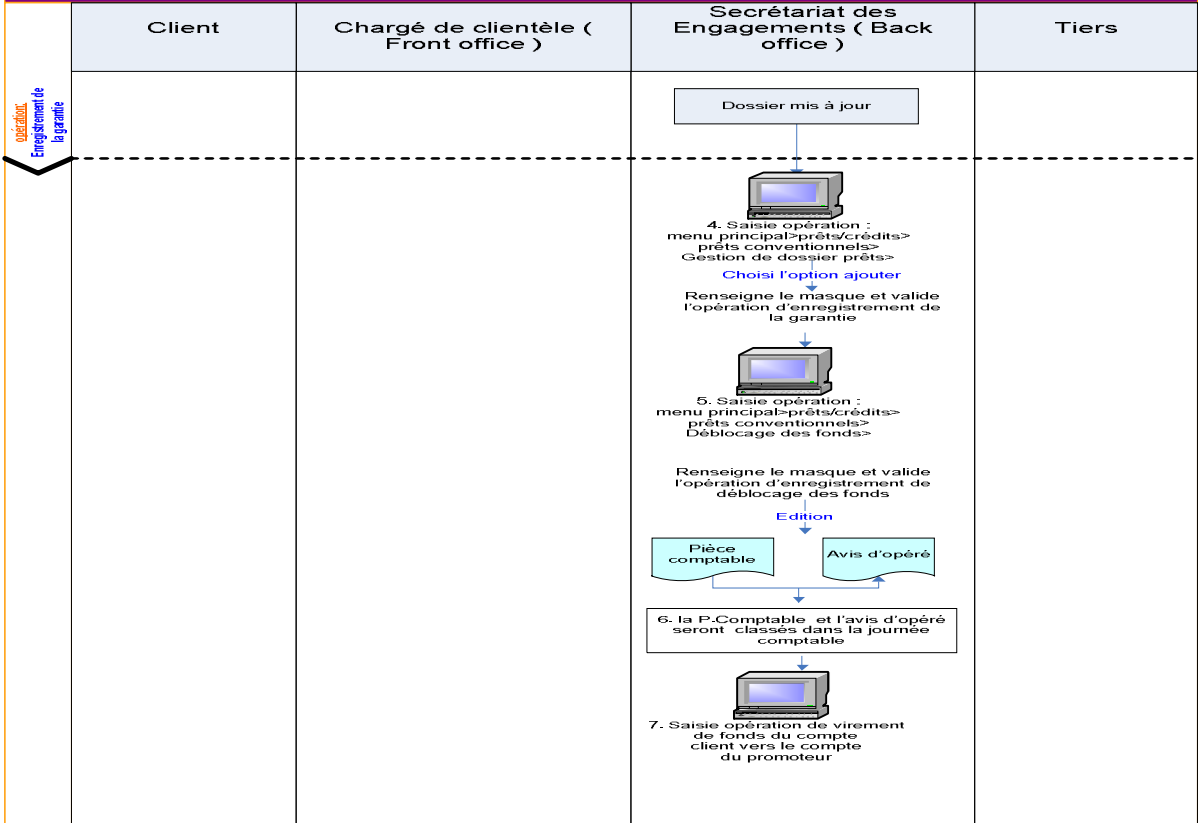 Client
Chargé de clientèle (
Front office )
Secrétariat des
Engagements ( Back
office )
Tiers
opération:
Enregistrement de
la garantie
Dossier mis à jour
4. Saisie opération :
menu principal>prêts/crédits>
prêts conventionnels>
Gestion de dossier prêts>
Choisi l'option ajouter
Renseigne le masque et valide
l'opération d'enregistrement de
la garantie
5. Saisie opération :
menu principal>prêts/crédits>
prêts conventionnels>
Déblocage des fonds>
Renseigne le masque et valide
l'opération d'enregistrement de
déblocage des fonds
Edition
Pièce
comptable
Avis d'opéré
6- la P-Comptable et l'avis d'opéré
seront classés dans la journée
comptable
7. Saisie opération de virement
de fonds du compte
client vers le compte
du promoteur